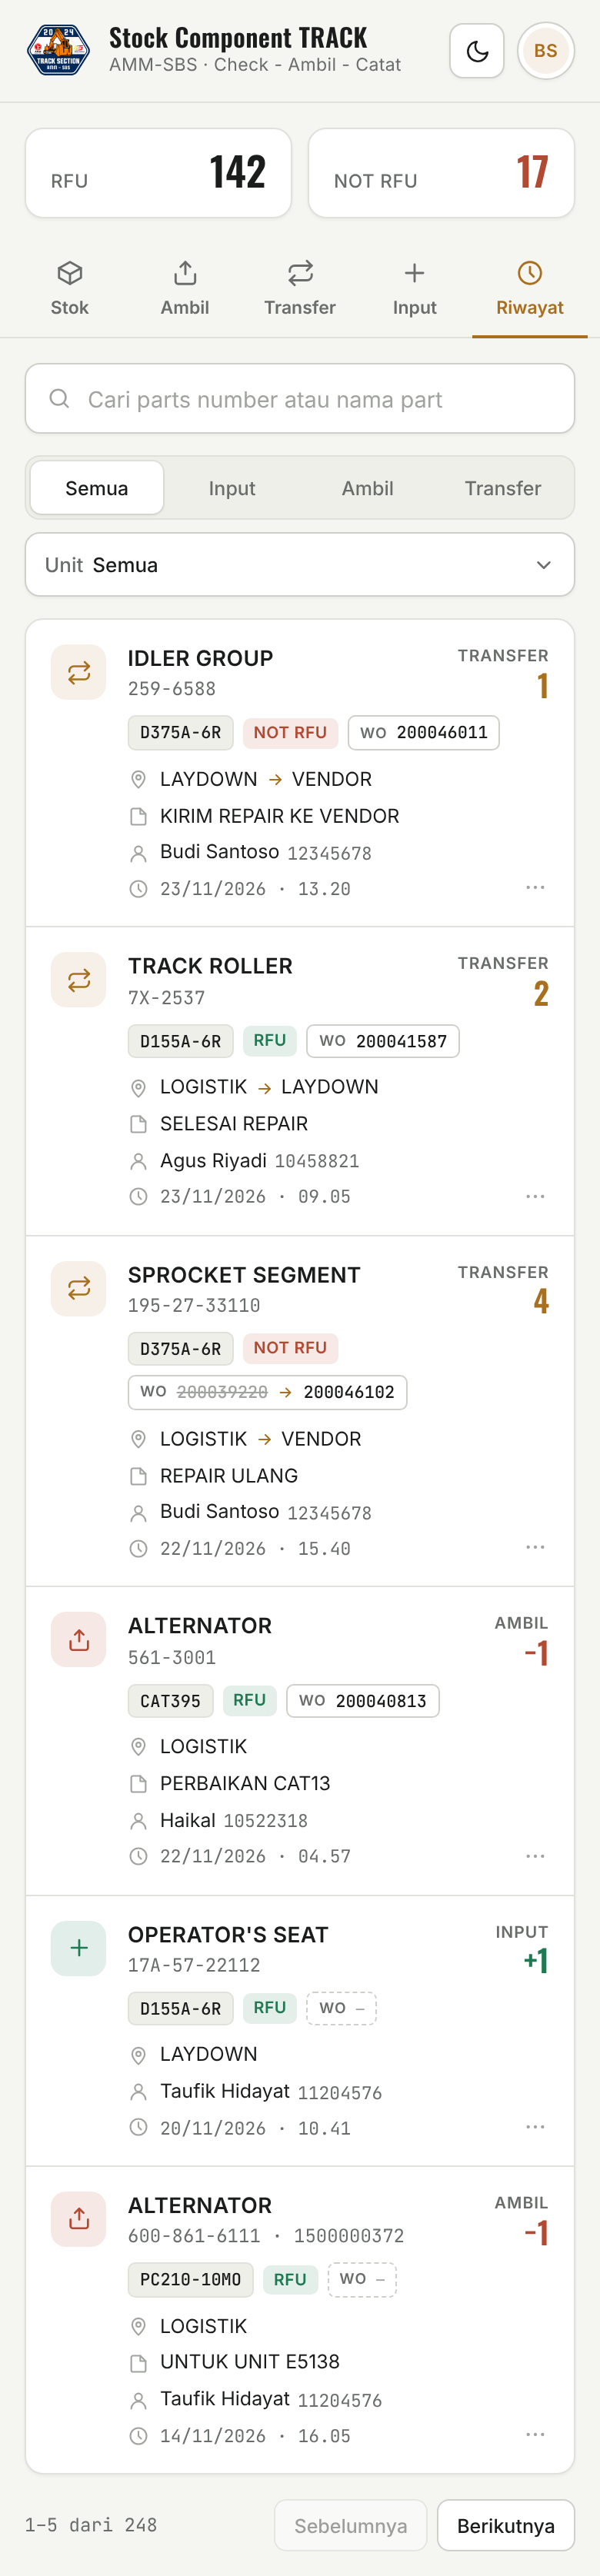 2024
TRACK SECTION
AMM - SBS
Stock Component TRACK
AMM-SBS · Check - Ambil - Catat
BS
RFU 142
NOT RFU 17
Stok
Ambil
Transfer
Input
Riwayat
Cari parts number atau nama part
Semua
Input
Ambil
Transfer
Unit Semua
IDLER GROUP
TRANSFER
259-6588
1
D375A-6R NOT RFU WO 200046011
LAYDOWN → VENDOR
KIRIM REPAIR KE VENDOR
Budi Santoso 12345678
23/11/2026 · 13.20
...
TRACK ROLLER
TRANSFER
7X-2537
2
D155A-6R RFU WO 200041587
LOGISTIK → LAYDOWN
SELESAI REPAIR
Agus Riyadi 10458821
23/11/2026 · 09.05
...
SPROCKET SEGMENT
TRANSFER
195-27-33110
4
D375A-6R NOT RFU
WO 200039220 → 200046102
LOGISTIK → VENDOR
REPAIR ULANG
Budi Santoso 12345678
22/11/2026 · 15.40
...
ALTERNATOR
AMBIL
561-3001
−1
CAT395 RFU WO 200040813
LOGISTIK
PERBAIKAN CAT13
Haikal 10522318
22/11/2026 · 04.57
...
OPERATOR'S SEAT
INPUT
17A-57-22112
+1
D155A-6R RFU WO –
LAYDOWN
Taufik Hidayat 11204576
20/11/2026 · 10.41
...
ALTERNATOR
AMBIL
600-861-6111 · 1500000372
−1
PC210-10MO RFU WO –
LOGISTIK
UNTUK UNIT E5138
Taufik Hidayat 11204576
14/11/2026 · 16.05
...
1–5 dari 248
Sebelumnya
Berikutnya